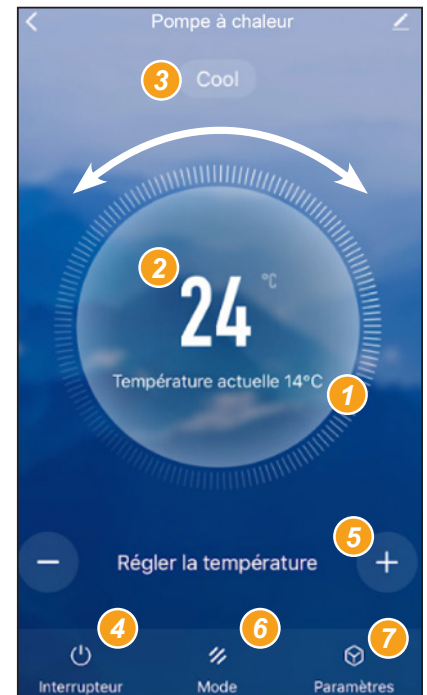 Pompe à chaleur
3 Cool
2
24 °C
Température actuelle 14°C
1
5
− Régler la température +
4 6 7
Interrupteur Mode Paramètres